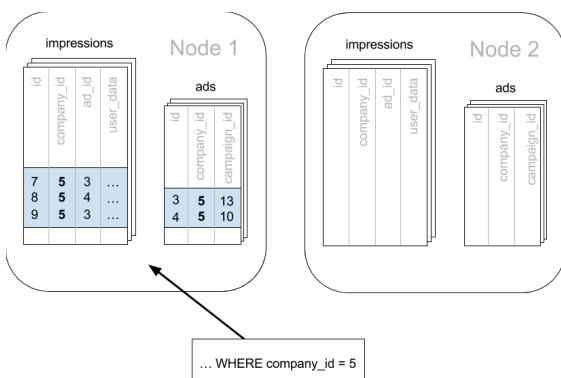 Node 1
impressions
id company_id ad_id user_data
7 5 3 ...
8 5 4 ...
9 5 3 ...
ads
id company_id campaign_id
3 5 13
4 5 10
Node 2
impressions
id company_id ad_id user_data
ads
id company_id campaign_id
... WHERE company_id = 5